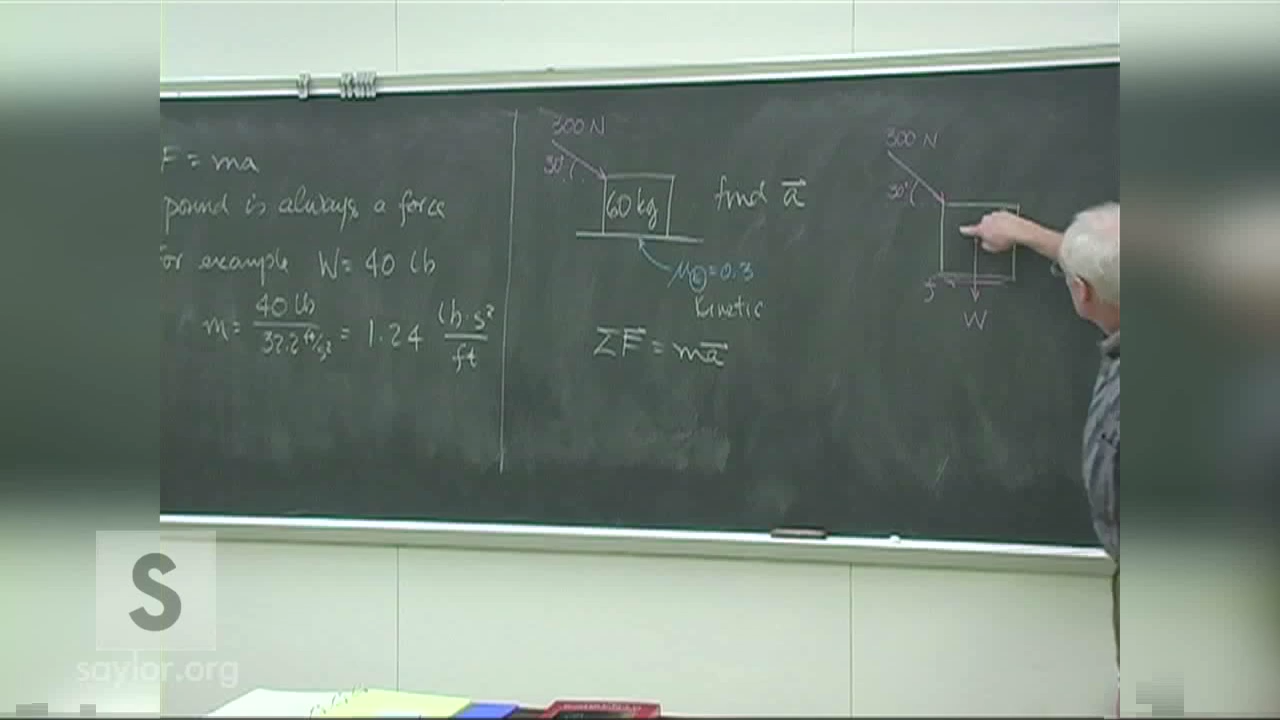 F = ma
pound is always a force
for example W = 40 lb
m = 40 lb / 32.2 ft/s² = 1.24 lb·s² / ft
300 N
30°
60 kg
find a⃗
μk = 0.3
kinetic
ΣF⃗ = ma⃗
300 N
30°
W
S
saylor.org